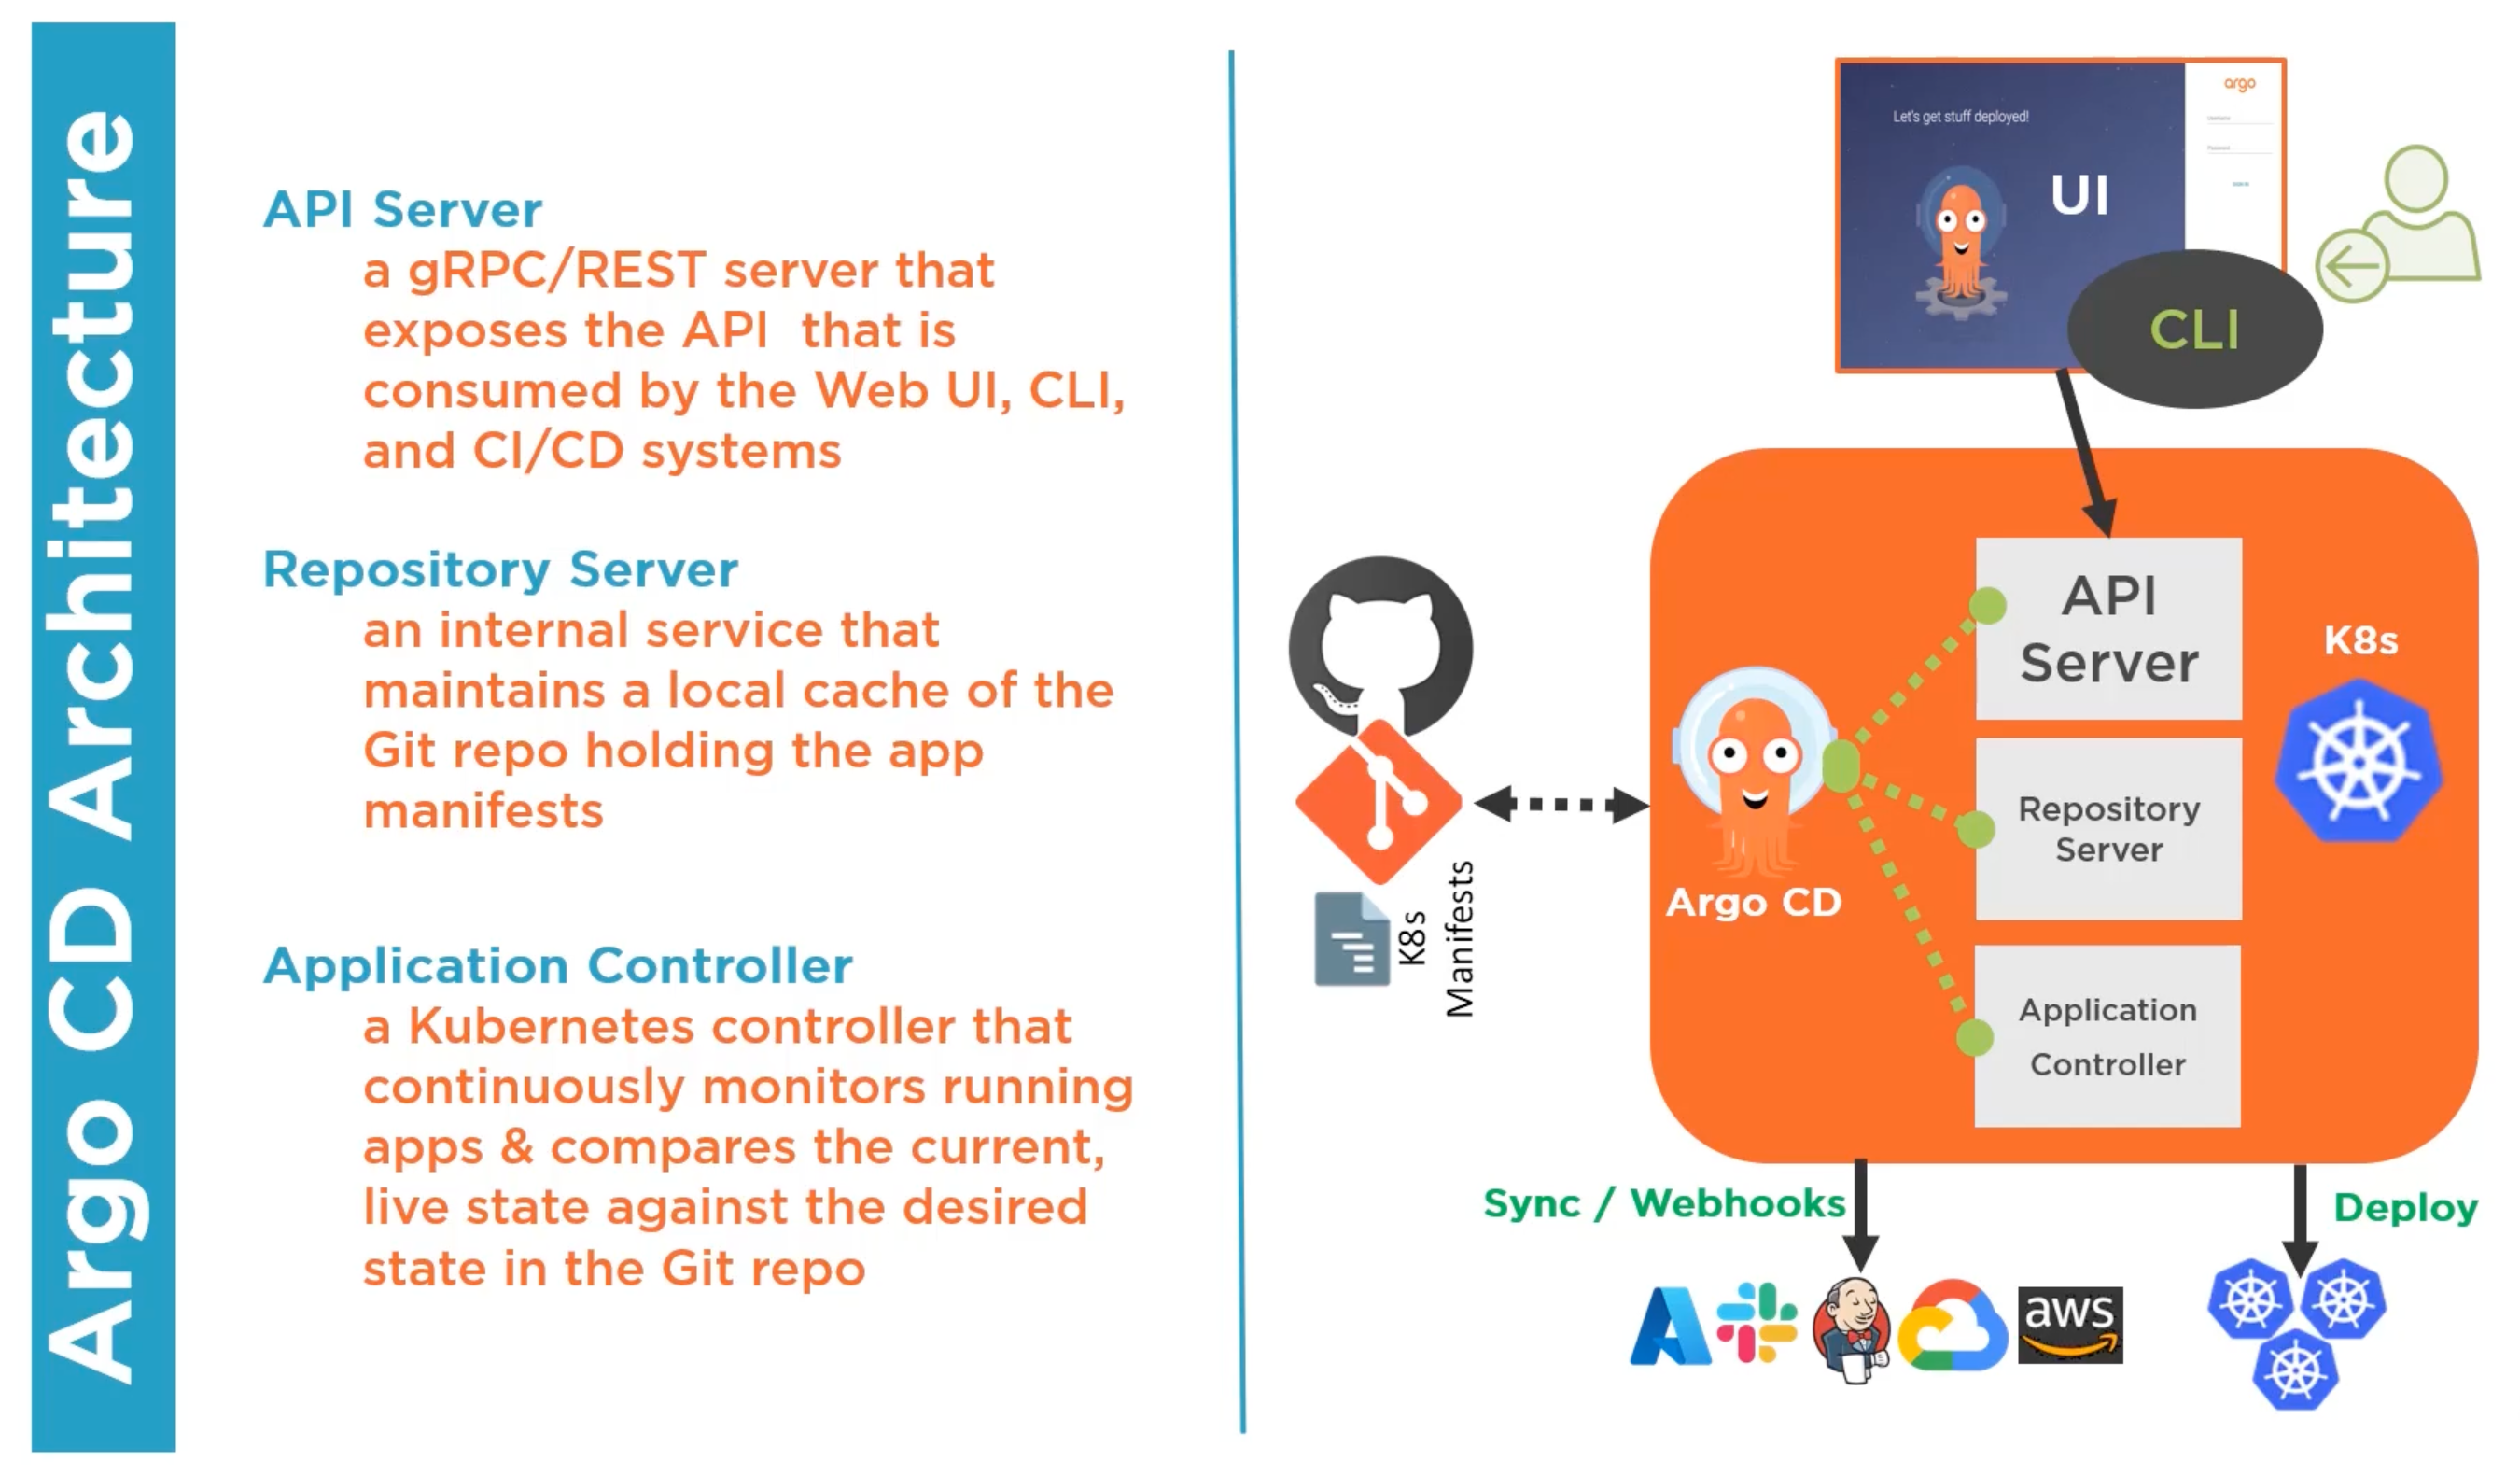 Argo CD Architecture
API Server
a gRPC/REST server that
exposes the API that is
consumed by the Web UI, CLI,
and CI/CD systems
Repository Server
an internal service that
maintains a local cache of the
Git repo holding the app
manifests
Application Controller
a Kubernetes controller that
continuously monitors running
apps & compares the current,
live state against the desired
state in the Git repo
Let's get stuff deployed!
argo
Username
Password
SIGN IN
UI
CLI
API
Server
K8s
Repository
Server
Argo CD
Application
Controller
K8s
Manifests
Sync / Webhooks
Deploy
aws